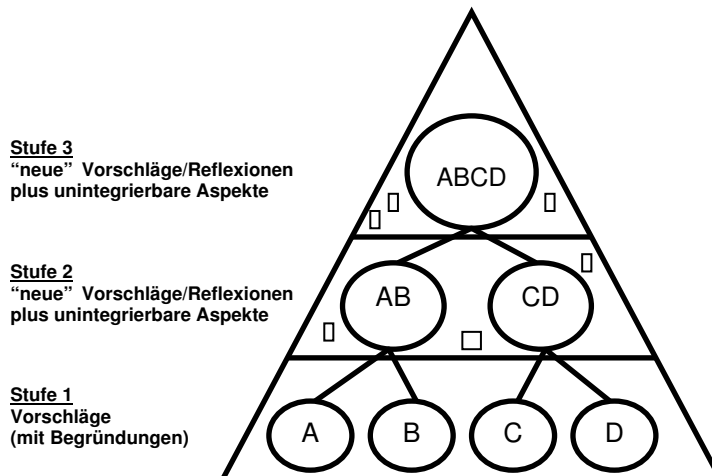 ABCD
Stufe 3
“neue” Vorschläge/Reflexionen
plus unintegrierbare Aspekte
AB CD
Stufe 2
“neue” Vorschläge/Reflexionen
plus unintegrierbare Aspekte
A B C D
Stufe 1
Vorschläge
(mit Begründungen)